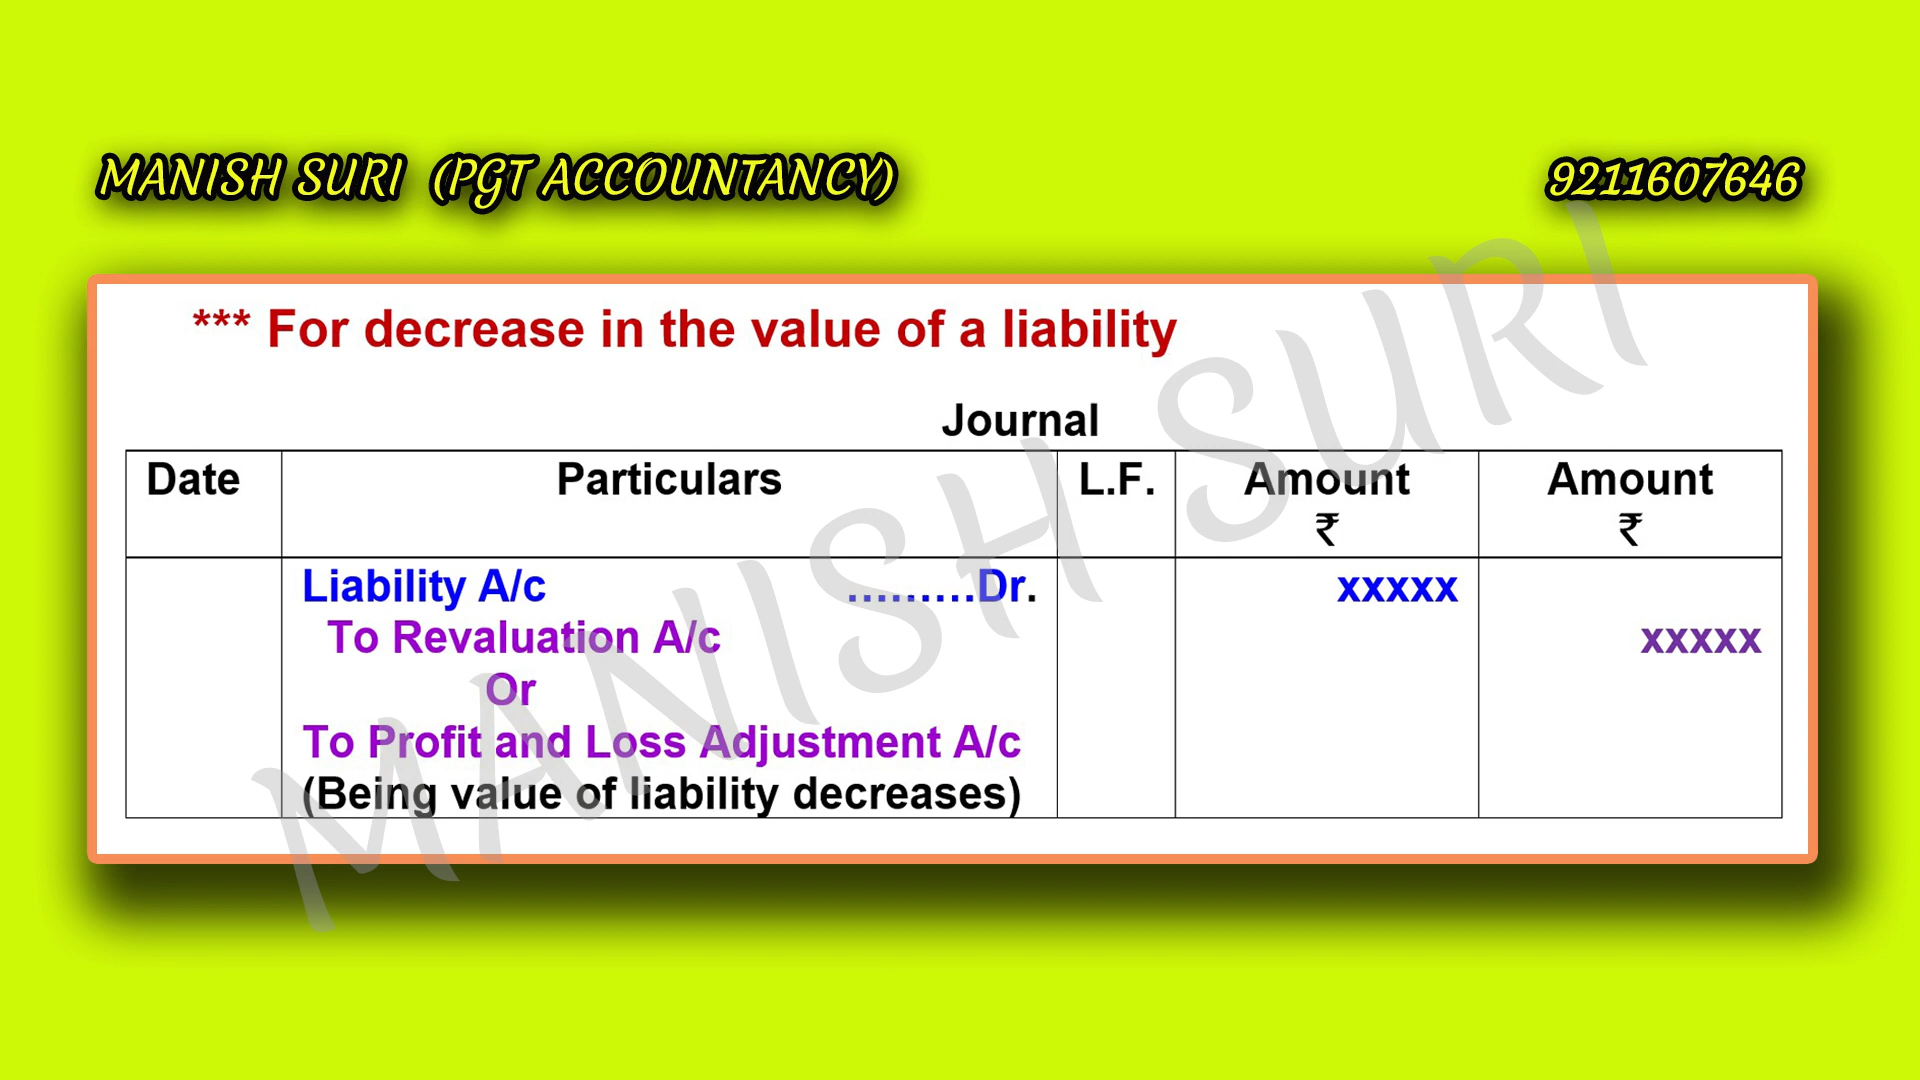 MANISH SURI (PGT ACCOUNTANCY) 9211607646
*** For decrease in the value of a liability
Journal
Date Particulars L.F. Amount ₹ Amount ₹
Liability A/c ………Dr. xxxxx
To Revaluation A/c xxxxx
Or
To Profit and Loss Adjustment A/c
(Being value of liability decreases)
MANISH SURI